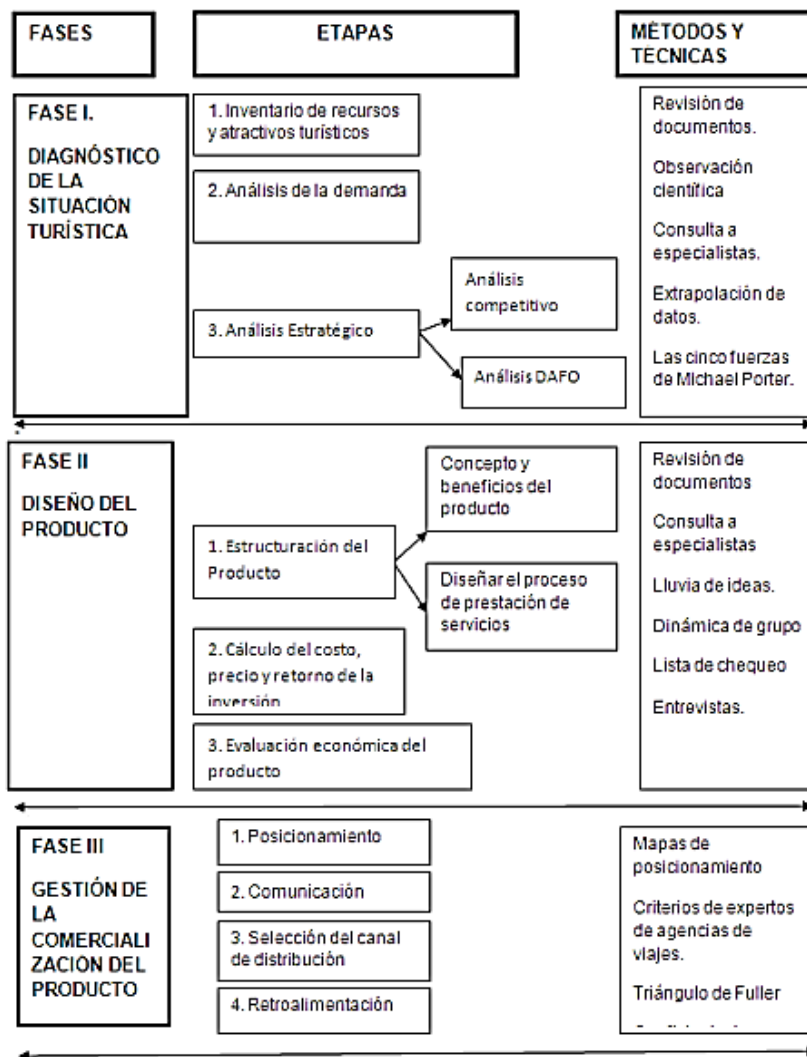 FASES
ETAPAS
MÉTODOS Y
TÉCNICAS
FASE I.
DIAGNÓSTICO
DE LA
SITUACIÓN
TURÍSTICA
1. Inventario de recursos
y atractivos turísticos
2. Análisis de la demanda
3. Análisis Estratégico
Análisis
competitivo
Análisis DAFO
Revisión de
documentos.
Observación
científica
Consulta a
especialistas.
Extrapolación de
datos.
Las cinco fuerzas
de Michael Porter.
FASE II
DISEÑO DEL
PRODUCTO
1. Estructuración del
Producto
Concepto y
beneficios del
producto
Diseñar el proceso
de prestación de
servicios
2. Cálculo del costo,
precio y retorno de la
inversión
3. Evaluación económica del
producto
Revisión de
documentos
Consulta a
especialistas
Lluvia de ideas.
Dinámica de grupo
Lista de chequeo
Entrevistas.
FASE III
GESTIÓN DE
LA
COMERCIALI
ZACIÓN DEL
PRODUCTO
1. Posicionamiento
2. Comunicación
3. Selección del canal
de distribución
4. Retroalimentación
Mapas de
posicionamiento
Criterios de expertos
de agencias de
viajes.
Triángulo de Fuller